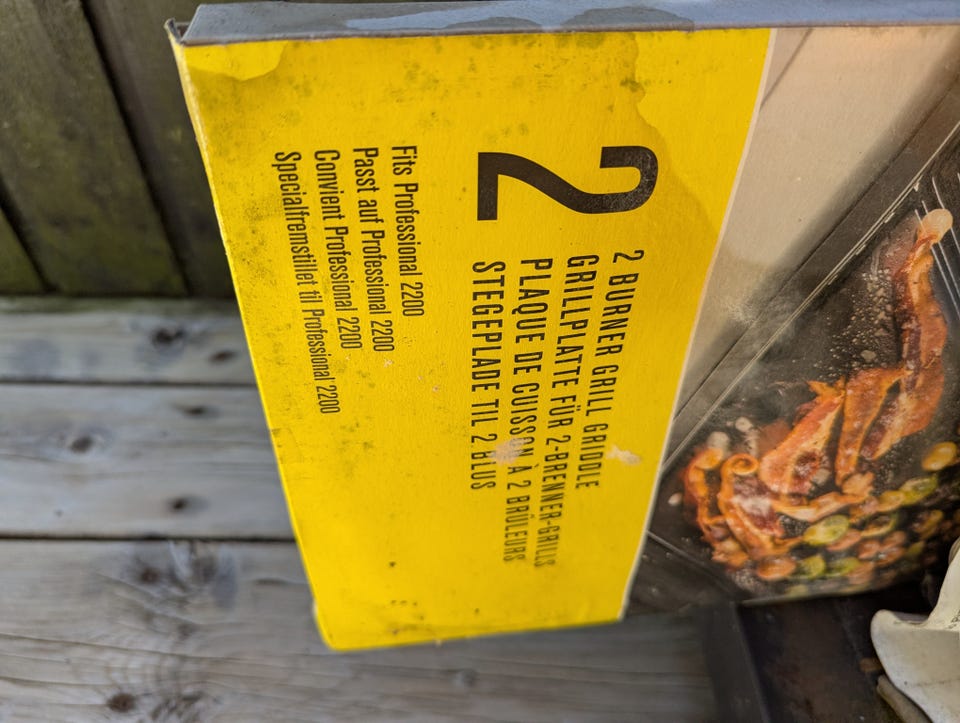 2
2 BURNER GRILL GRIDDLE
GRILLPLATTE FÜR 2-BRENNER-GRILLS
PLAQUE DE CUISSON À 2 BRÛLEURS
STEGEPLADE TIL 2 BLUS
Fits Professional 2200
Passt auf Professional 2200
Convient Professional 2200
Specialfremstillet til Professional 2200